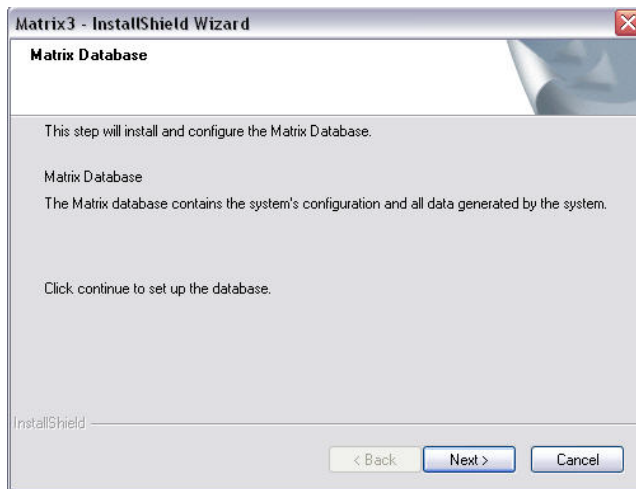 Matrix3 - InstallShield Wizard
Matrix Database
This step will install and configure the Matrix Database.
Matrix Database
The Matrix database contains the system's configuration and all data generated by the system.
Click continue to set up the database.
InstallShield
< Back Next > Cancel